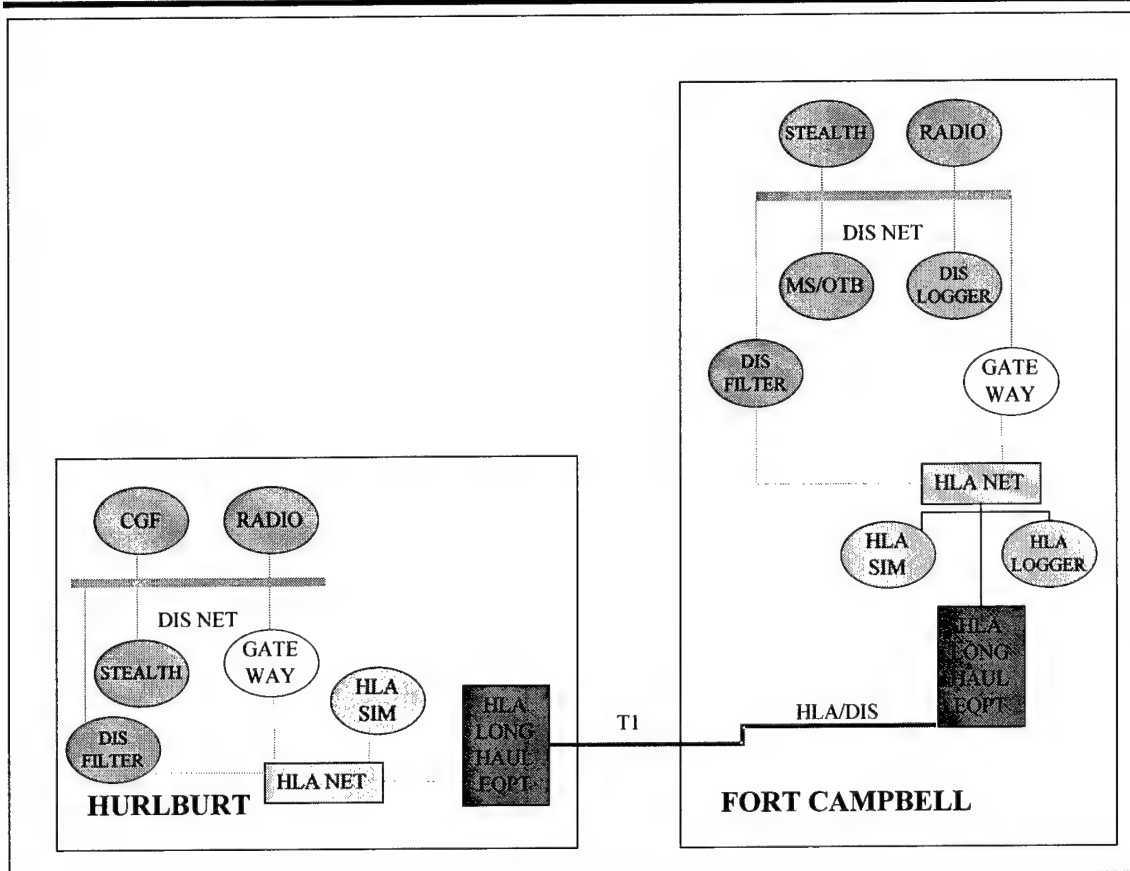 STEALTH
RADIO
DIS NET
MS/OTB
DIS
LOGGER
DIS
FILTER
GATE
WAY
HLA NET
HLA
SIM
HLA
LOGGER
HLA
LONG
HAUL
EQPT
HLA/DIS
FORT CAMPBELL
CGF
RADIO
DIS NET
STEALTH
GATE
WAY
HLA
SIM
DIS
FILTER
HLA NET
HLA
LONG
HAUL
EQPT
T1
HURLBURT